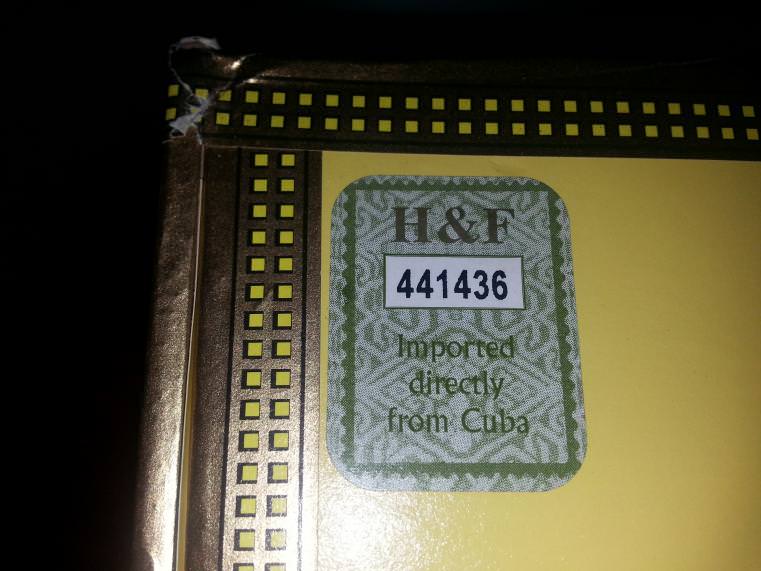 H&F
441436
Imported
directly
from Cuba